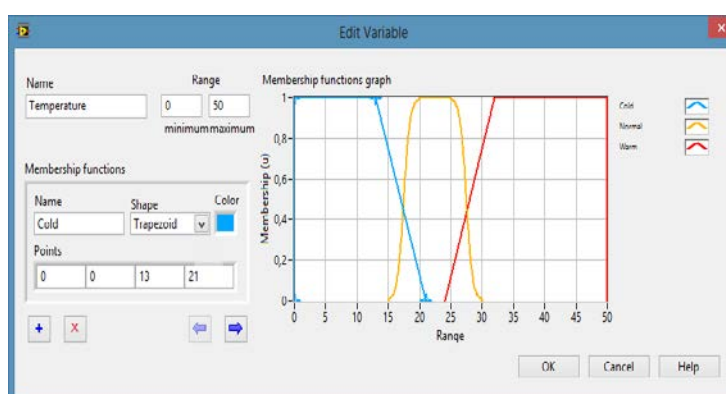 Edit Variable
x
Name
Range
Temperature
0
50
minimum maximum
Membership functions
Name
Shape
Color
Cold
Trapezoid
Points
0
0
13
21
+
X
Membership functions graph
Membership (u)
1-
0,8-
0,6-
0,4-
0,2-
0-
0 5 10 15 20 25 30 35 40 45 50
Range
Cold
Normal
Warm
OK
Cancel
Help